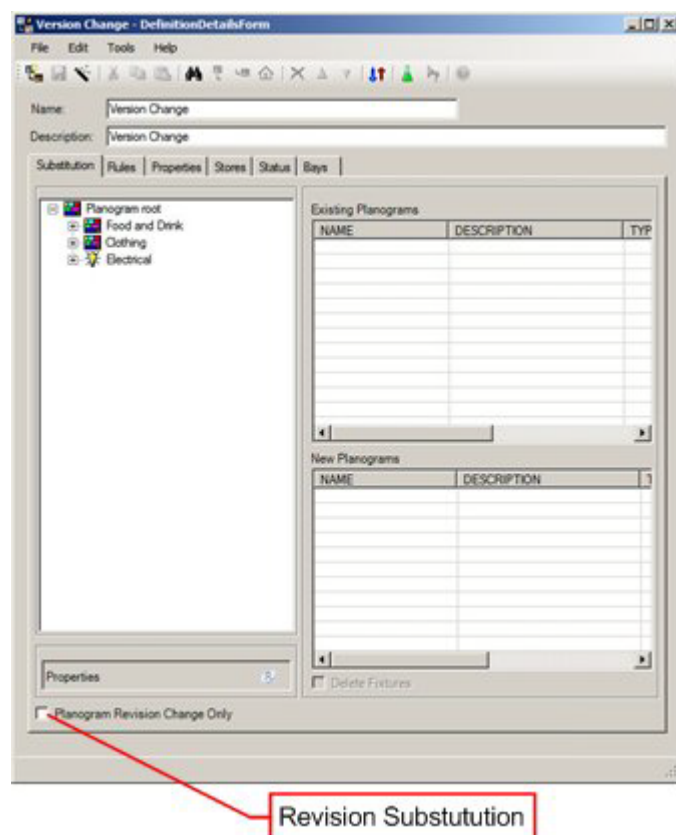 Version Change - DefinitionDetailsForm
File Edit Tools Help
Name: Version Change
Description: Version Change
Substitution Rules Properties Stores Status Bays
Planogram root
Food and Drink
Clothing
Electrical
Existing Planograms
NAME DESCRIPTION TYP
New Planograms
NAME DESCRIPTION
Properties
Delete Fixtures
Planogram Revision Change Only
Revision Substutution